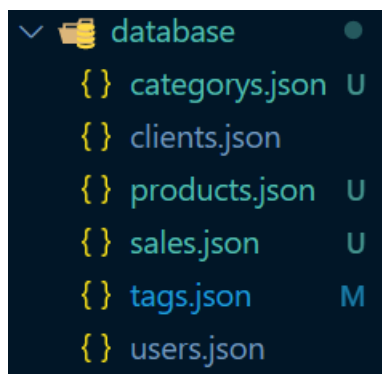 database
{} categorys.json U
{} clients.json
{} products.json U
{} sales.json U
{} tags.json M
{} users.json